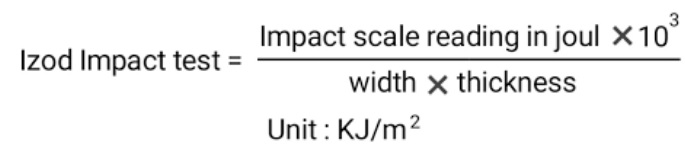 Izod Impact test = Impact scale reading in joul ×10³
width × thickness
Unit : KJ/m²